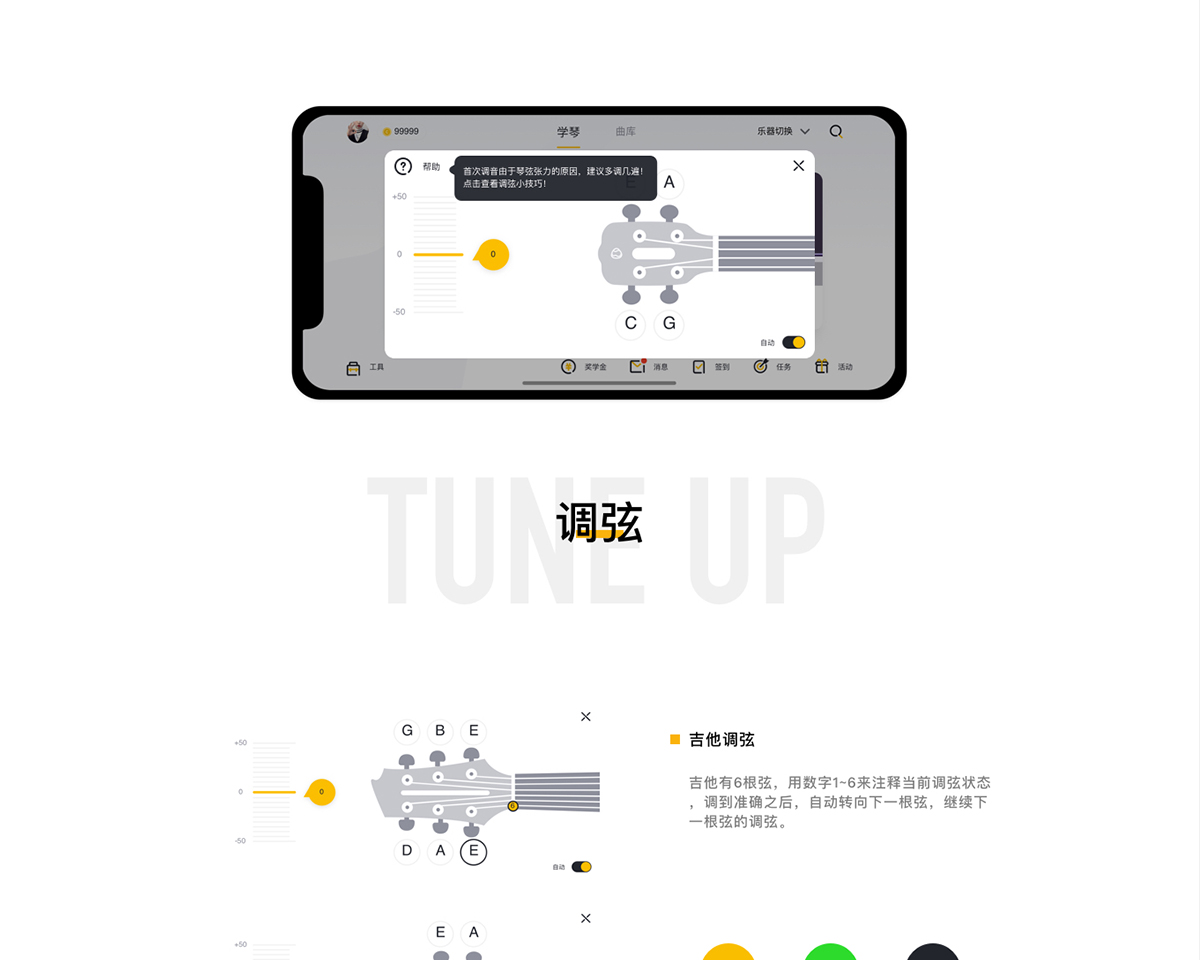 99999
学琴
曲库
乐器切换
帮助
首次调音由于琴弦张力的原因，建议多调几遍！
点击查看调弦小技巧！
E
A
+50
0
0
-50
C
G
自动
工具
奖学金
消息
签到
任务
活动
TUNE UP
调弦
G
B
E
+50
0
0
-50
6
D
A
E
自动
吉他调弦
吉他有6根弦，用数字1~6来注释当前调弦状态
，调到准确之后，自动转向下一根弦，继续下
一根弦的调弦。
E
A
+50